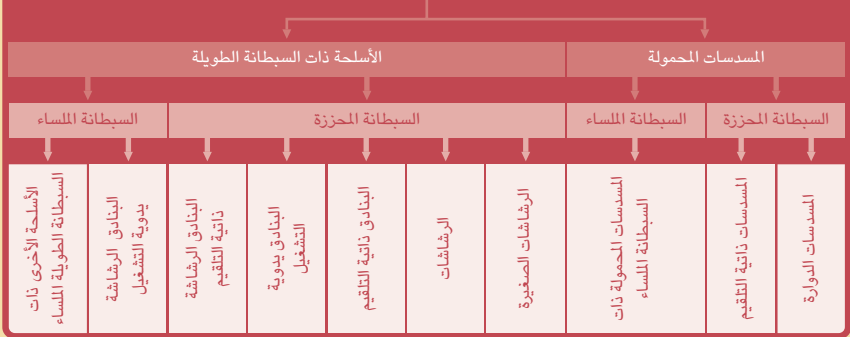 المسدسات المحمولة
الأسلحة ذات السبطانة الطويلة
السبطانة المحززة
السبطانة الملساء
السبطانة المحززة
السبطانة الملساء
المسدسات الدوارة
المسدسات ذاتية التلقيم
المسدسات المحمولة ذات
السبطانة الملساء
الرشاشات الصغيرة
الرشاشات
البنادق ذاتية التلقيم
البنادق يدوية
التشغيل
البنادق الرشاشة
ذاتية التلقيم
البنادق الرشاشة
يدوية التشغيل
الأسلحة الأخرى ذات
السبطانة الطويلة الملساء